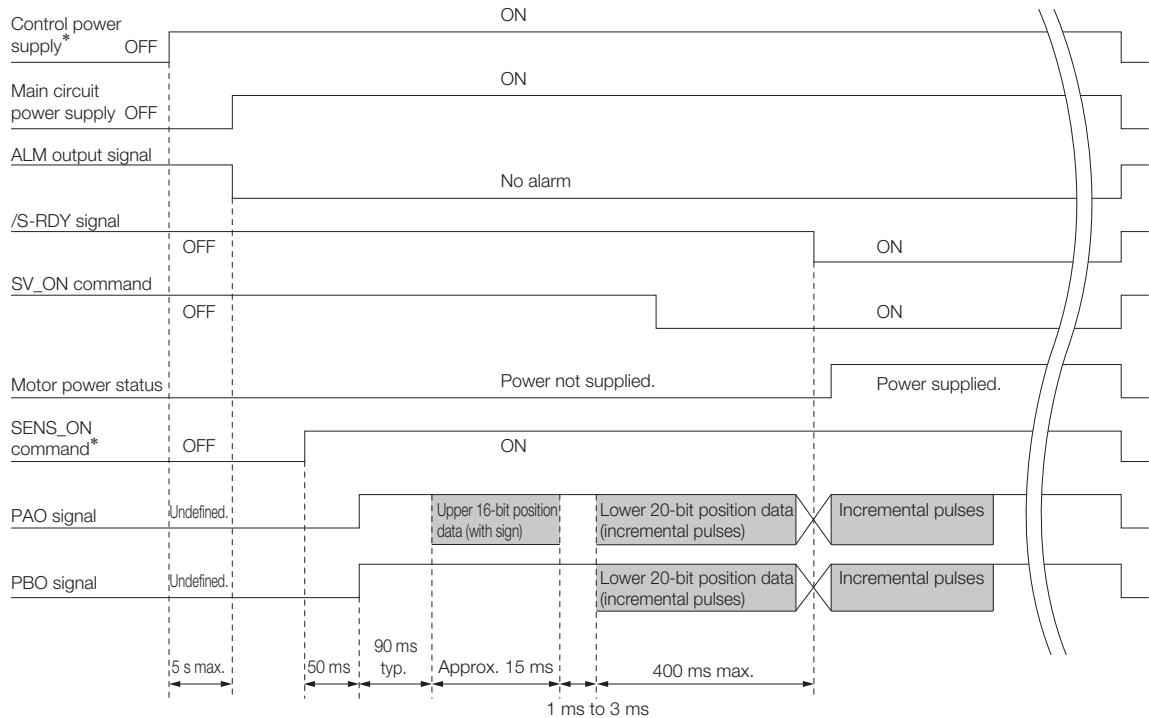 ON
Control power
supply* OFF
ON
Main circuit
power supply OFF
ALM output signal
No alarm
/S-RDY signal
OFF ON
SV_ON command
OFF ON
Motor power status Power not supplied. Power supplied.
SENS_ON
command* OFF ON
PAO signal Undefined. Upper 16-bit position
data (with sign) Lower 20-bit position data
(incremental pulses) Incremental pulses
PBO signal Undefined. Lower 20-bit position data
(incremental pulses) Incremental pulses
5 s max. 50 ms 90 ms
typ. Approx. 15 ms 400 ms max.
1 ms to 3 ms